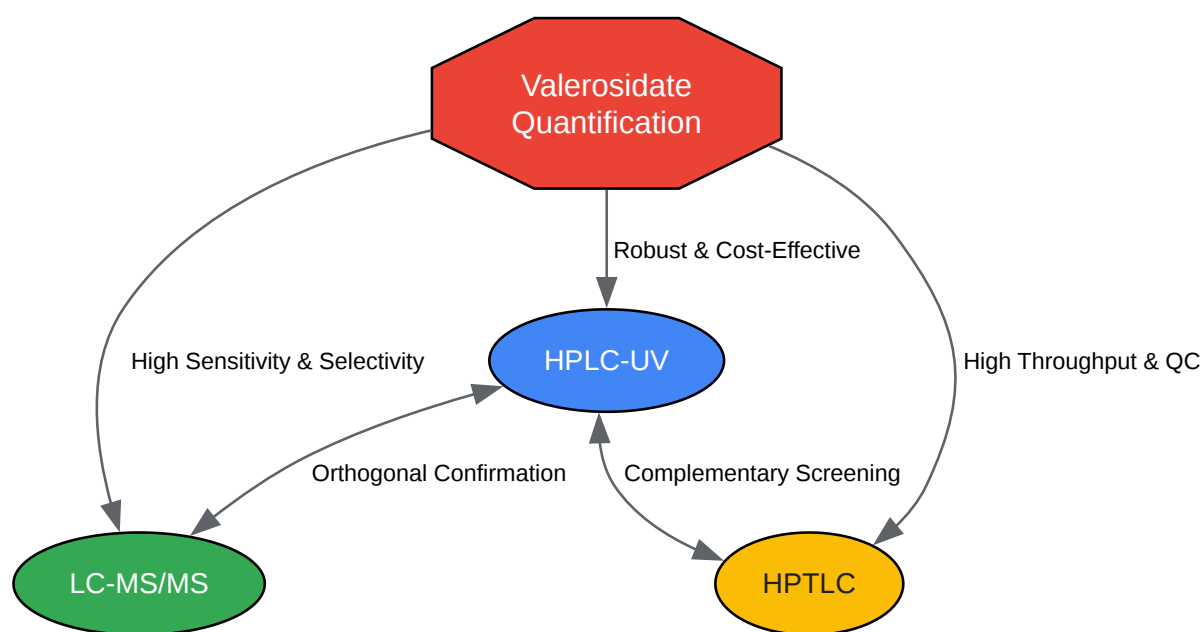 Valerosidate
Quantification
Robust & Cost-Effective
High Sensitivity & Selectivity
HPLC-UV
High Throughput & QC
Orthogonal Confirmation
Complementary Screening
LC-MS/MS
HPTLC